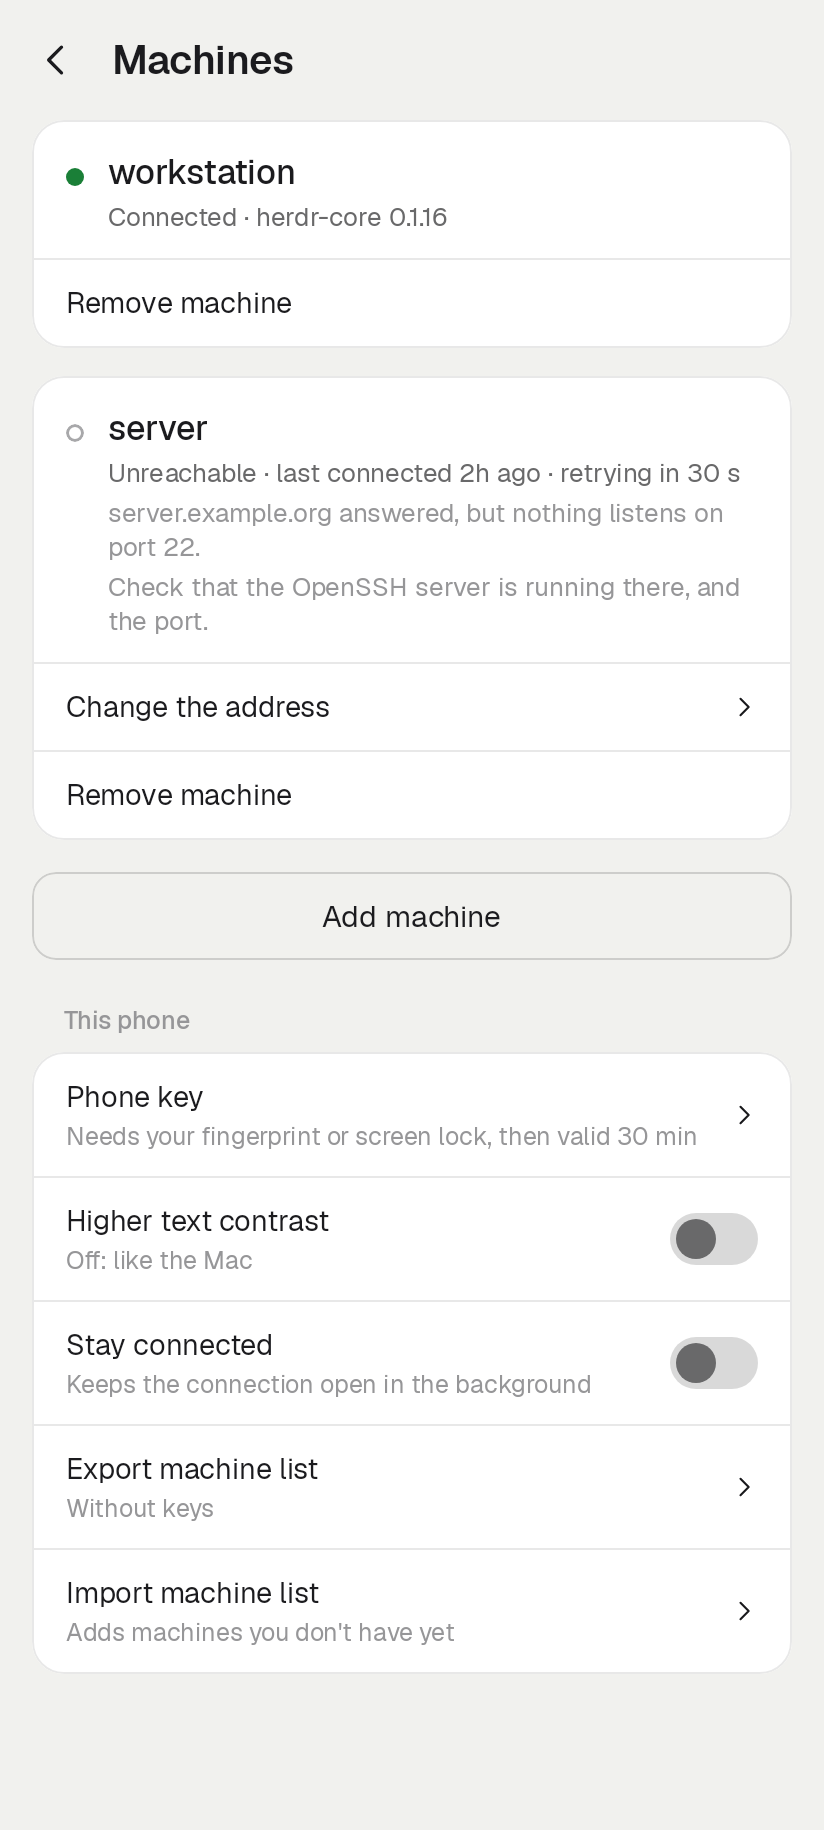 Machines
workstation
Connected · herdr-core 0.1.16
Remove machine
server
Unreachable · last connected 2h ago · retrying in 30 s
server.example.org answered, but nothing listens on
port 22.
Check that the OpenSSH server is running there, and
the port.
Change the address
Remove machine
Add machine
This phone
Phone key
Needs your fingerprint or screen lock, then valid 30 min
Higher text contrast
Off: like the Mac
Stay connected
Keeps the connection open in the background
Export machine list
Without keys
Import machine list
Adds machines you don't have yet